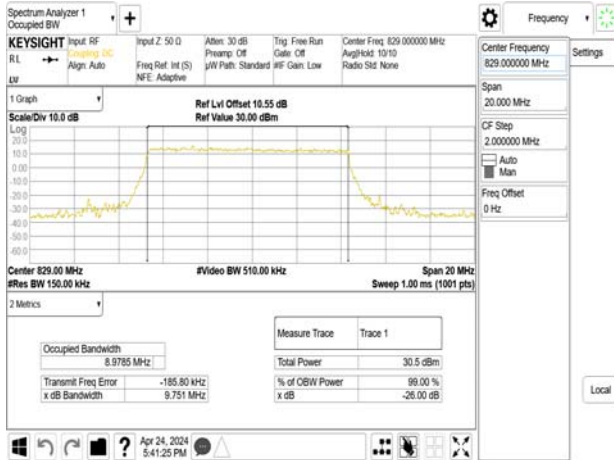 Spectrum Analyzer 1
Occupied BW
+
Frequency
KEYSIGHT
RL
Input: RF
Coupling: DC
Align: Auto
Input Z: 50 Ω
Freq Ref: Int (S)
NFE: Adaptive
Atten: 30 dB
Preamp: Off
µW Path: Standard
Trig: Free Run
Gate: Off
#IF Gain: Low
Center Freq: 829.000000 MHz
Avg|Hold: 10/10
Radio Std: None
Center Frequency
829.000000 MHz
Settings
Span
20.000 MHz
CF Step
2.000000 MHz
Auto
Man
Freq Offset
0 Hz
Local
1 Graph
Scale/Div 10.0 dB
Ref Lvl Offset 10.55 dB
Ref Value 30.00 dBm
Log
20.0
10.0
0.00
-10.0
-20.0
-30.0
-40.0
-50.0
-60.0
Center 829.00 MHz
#Res BW 150.00 kHz
#Video BW 510.00 kHz
Span 20 MHz
Sweep 1.00 ms (1001 pts)
2 Metrics
Measure Trace Trace 1
Occupied Bandwidth
8.9785 MHz
Total Power 30.5 dBm
Transmit Freq Error -185.80 kHz
% of OBW Power 99.00 %
x dB Bandwidth 9.751 MHz
x dB -26.00 dB
?
Apr 24, 2024
5:41:25 PM